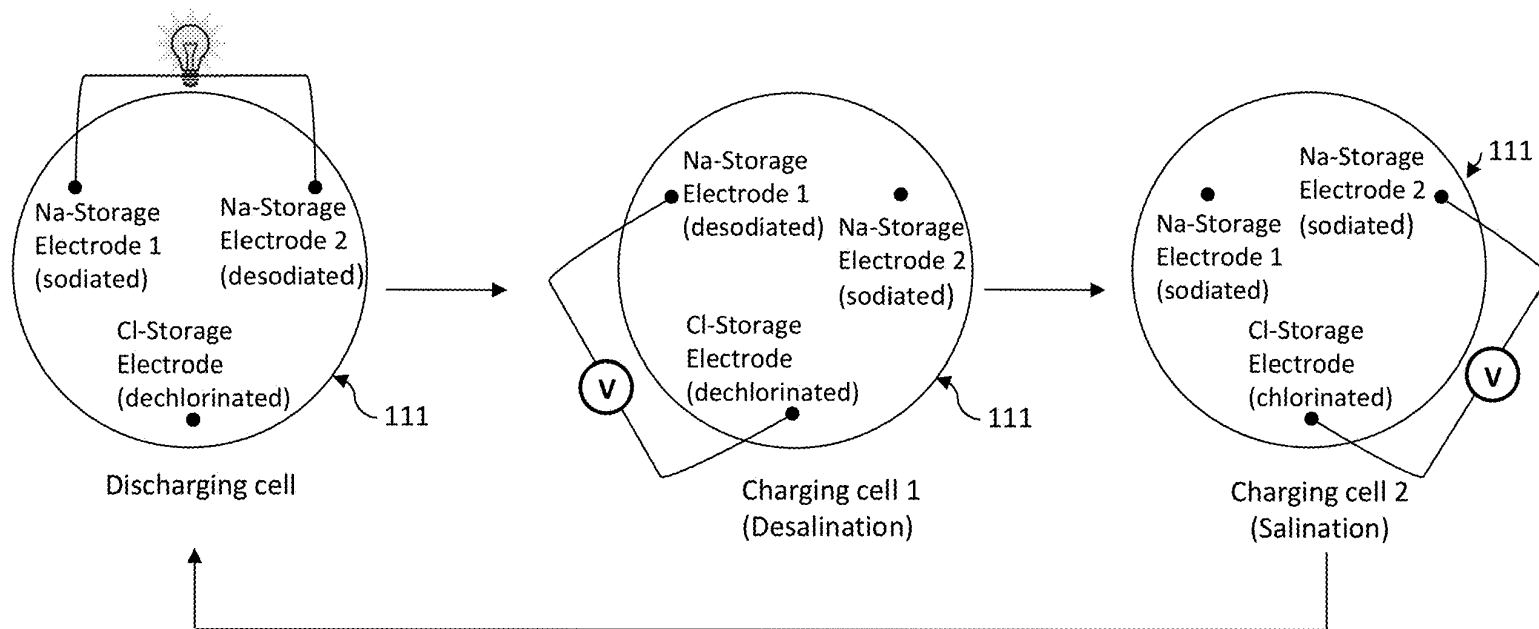 Na-Storage
Electrode 1
(sodiated)
Na-Storage
Electrode 2
(desodiated)
Cl-Storage
Electrode
(dechlorinated)
111
Discharging cell
Na-Storage
Electrode 1
(desodiated)
Na-Storage
Electrode 2
(sodiated)
Cl-Storage
Electrode
(dechlorinated)
V
111
Charging cell 1
(Desalination)
Na-Storage
Electrode 2
(sodiated)
111
Na-Storage
Electrode 1
(sodiated)
Cl-Storage
Electrode
(chlorinated)
V
Charging cell 2
(Salination)